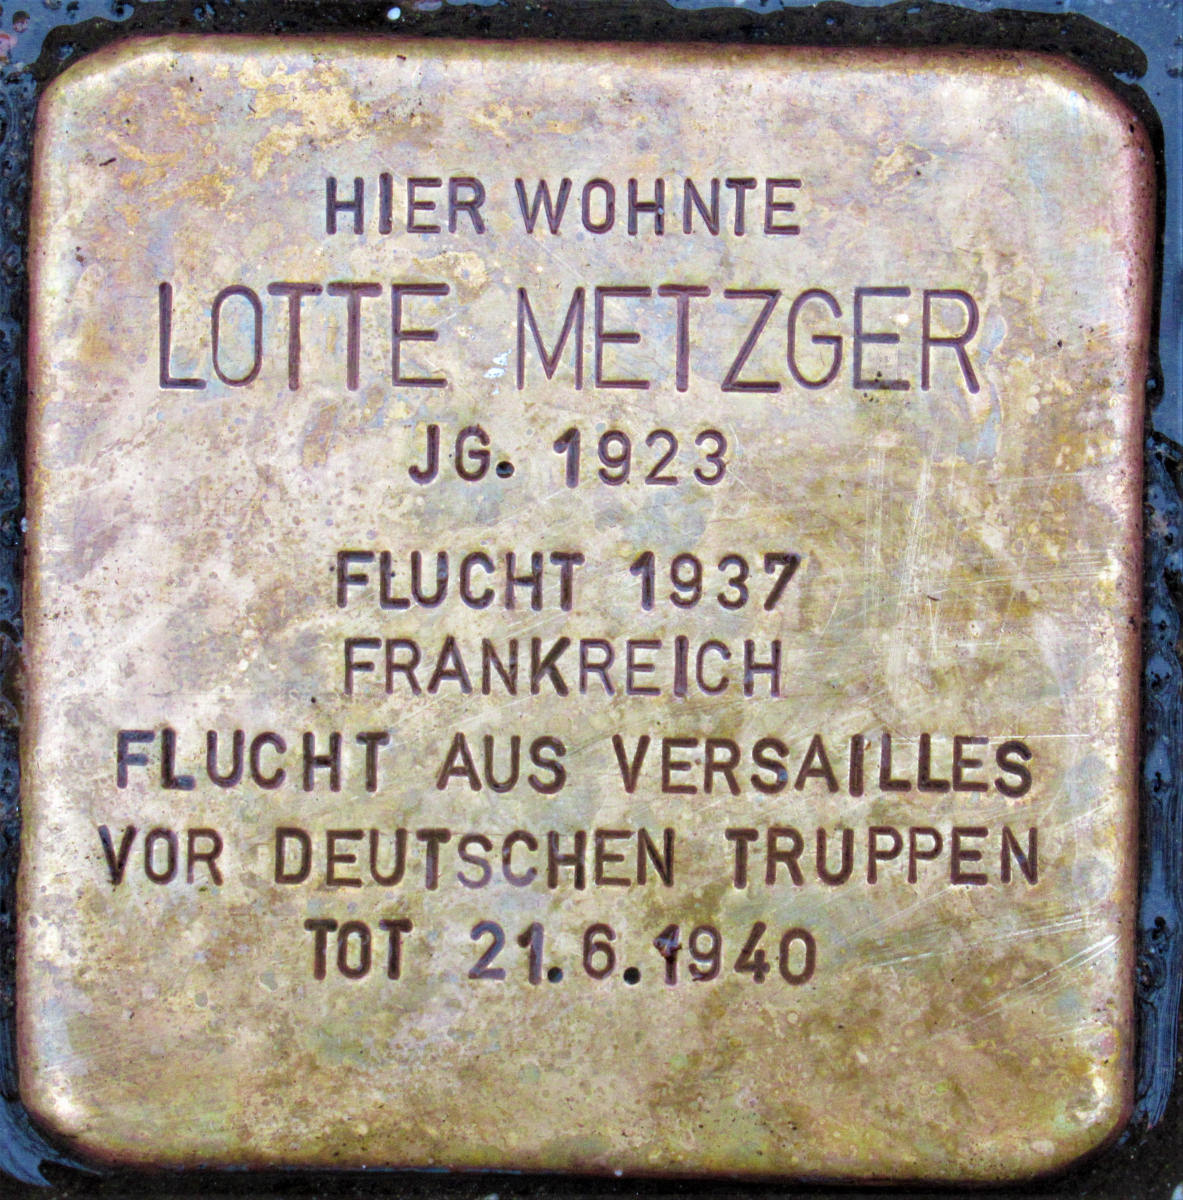 HIER WOHNTE
LOTTE METZGER
JG. 1923
FLUCHT 1937
FRANKREICH
FLUCHT AUS VERSAILLES
VOR DEUTSCHEN TRUPPEN
TOT 21.6.1940